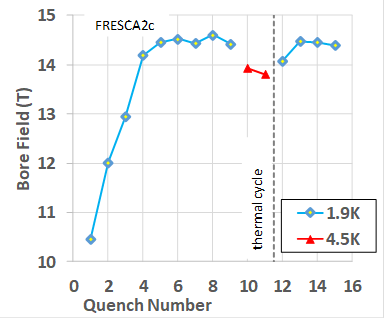 FRESCA2c
Bore Field (T)
15
14
13
12
11
10
thermal cycle
1.9K
4.5K
0 2 4 6 8 10 12 14 16
Quench Number